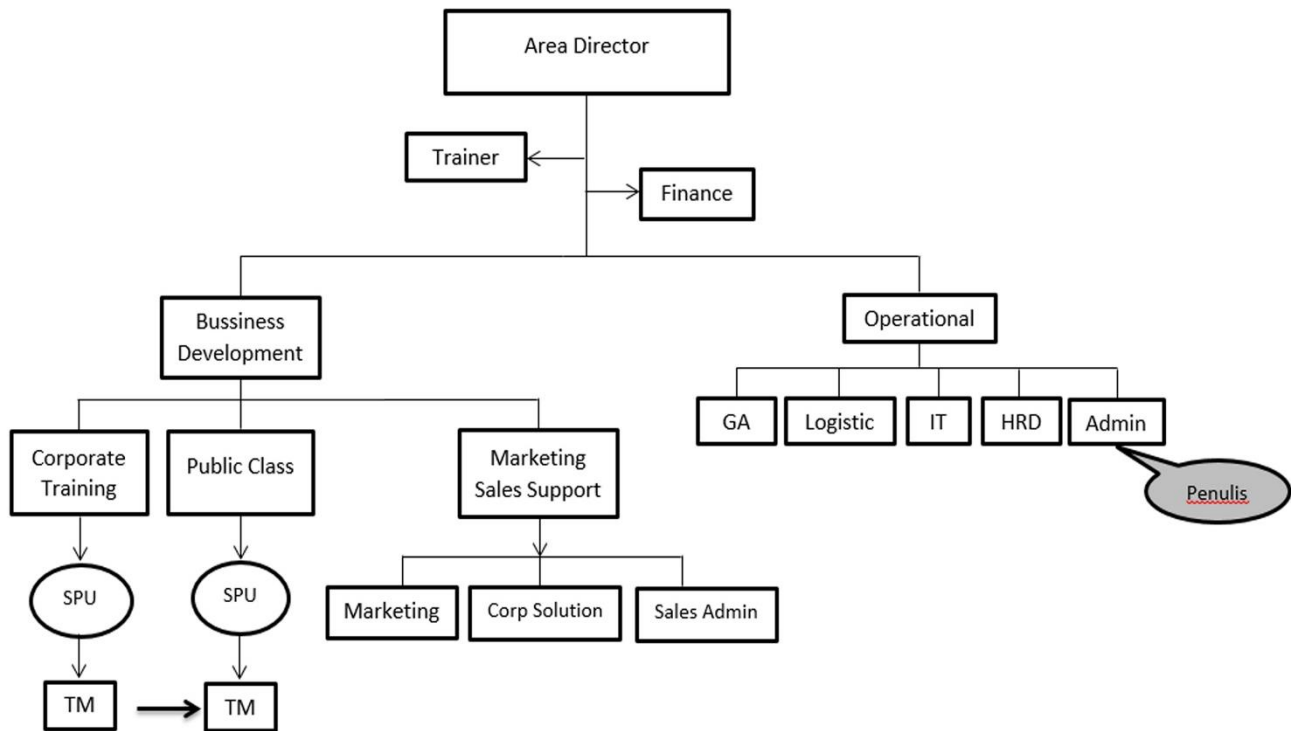 Area Director
Trainer
Finance
Bussiness
Development
Operational
GA
Logistic
IT
HRD
Admin
Corporate
Training
Public Class
Marketing
Sales Support
Penulis
SPU
SPU
Marketing
Corp Solution
Sales Admin
TM
TM